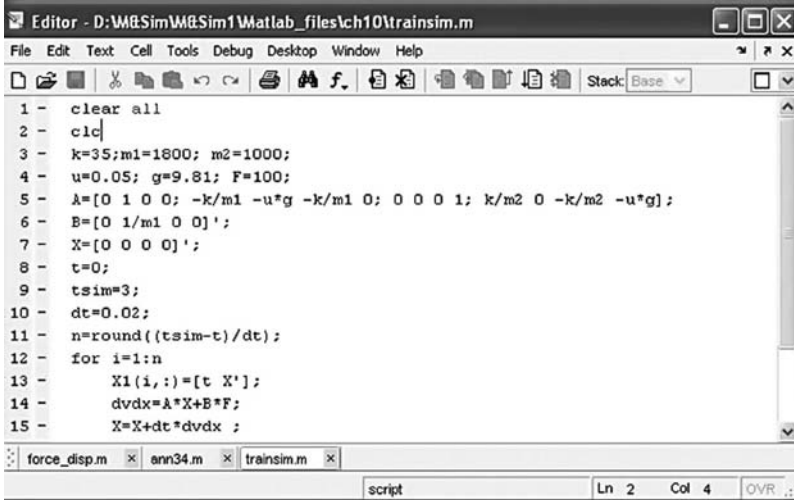 Editor - D:\M&Sim\M&Sim1\Matlab_files\ch10\trainsim.m
File Edit Text Cell Tools Debug Desktop Window Help
Stack: Base
1 - clear all
2 - clc
3 - k=35;m1=1800; m2=1000;
4 - u=0.05; g=9.81; F=100;
5 - A=[0 1 0 0; -k/m1 -u*g -k/m1 0; 0 0 0 1; k/m2 0 -k/m2 -u*g];
6 - B=[0 1/m1 0 0]';
7 - X=[0 0 0 0]';
8 - t=0;
9 - tsim=3;
10 - dt=0.02;
11 - n=round((tsim-t)/dt);
12 - for i=1:n
13 - X1(i,:)=[t X'];
14 - dvdx=A*X+B*F;
15 - X=X+dt*dvdx ;
force_disp.m × ann34.m × trainsim.m ×
script Ln 2 Col 4 OVR